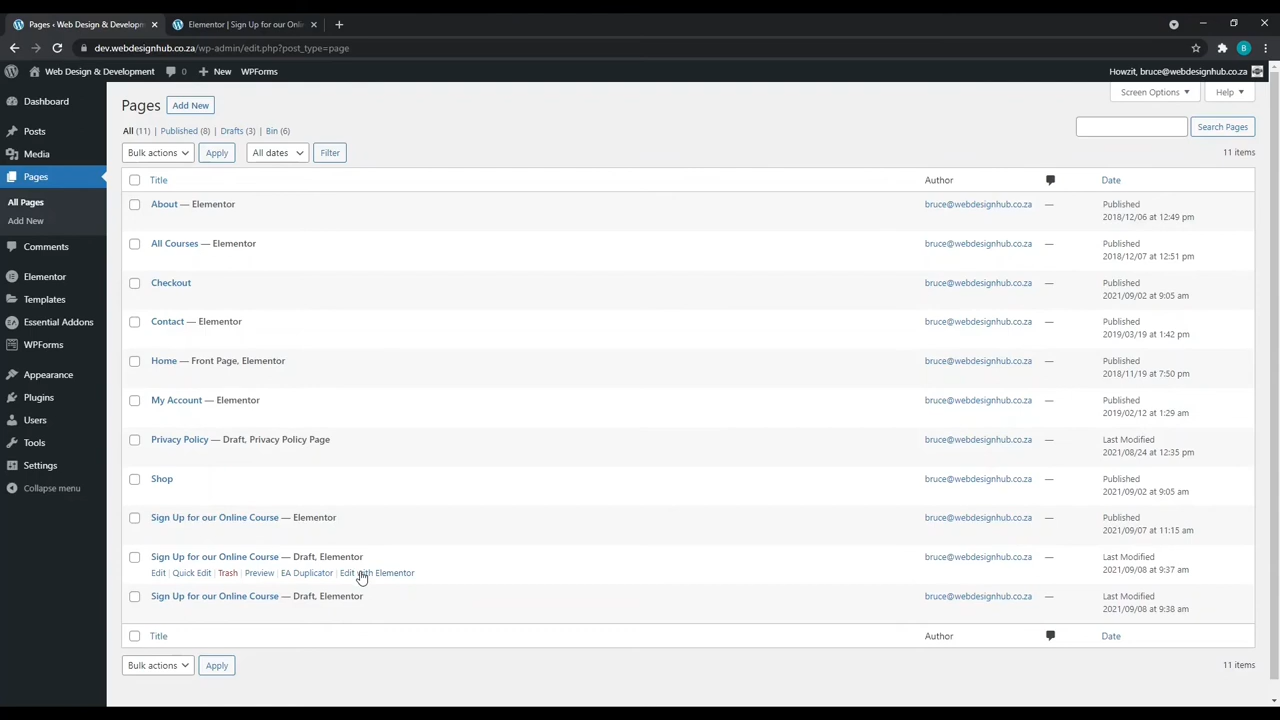 Pages ‹ Web Design & Developm
Elementor | Sign Up for our Onli
dev.webdesignhub.co.za/wp-admin/edit.php?post_type=page
B
Web Design & Development
0
New
WPForms
Howzit, bruce@webdesignhub.co.za
Dashboard
Posts
Media
Pages
All Pages
Add New
Comments
Elementor
Templates
Essential Addons
WPForms
Appearance
Plugins
Users
Tools
Settings
Collapse menu
Pages
Add New
Screen Options
Help
All (11) | Published (8) | Drafts (3) | Bin (6)
Search Pages
Bulk actions
Apply
All dates
Filter
11 items
Title
Author
Date
About — Elementor
bruce@webdesignhub.co.za
—
Published
2018/12/06 at 12:49 pm
All Courses — Elementor
bruce@webdesignhub.co.za
—
Published
2018/12/07 at 12:51 pm
Checkout
bruce@webdesignhub.co.za
—
Published
2021/09/02 at 9:05 am
Contact — Elementor
bruce@webdesignhub.co.za
—
Published
2019/03/19 at 1:42 pm
Home — Front Page, Elementor
bruce@webdesignhub.co.za
—
Published
2018/11/19 at 7:50 pm
My Account — Elementor
bruce@webdesignhub.co.za
—
Published
2019/02/12 at 1:29 am
Privacy Policy — Draft, Privacy Policy Page
bruce@webdesignhub.co.za
—
Last Modified
2021/08/24 at 12:35 pm
Shop
bruce@webdesignhub.co.za
—
Published
2021/09/02 at 9:05 am
Sign Up for our Online Course — Elementor
bruce@webdesignhub.co.za
—
Published
2021/09/07 at 11:15 am
Sign Up for our Online Course — Draft, Elementor
Edit | Quick Edit | Trash | Preview | EA Duplicator | Edit with Elementor
bruce@webdesignhub.co.za
—
Last Modified
2021/09/08 at 9:37 am
Sign Up for our Online Course — Draft, Elementor
bruce@webdesignhub.co.za
—
Last Modified
2021/09/08 at 9:38 am
Title
Author
Date
Bulk actions
Apply
11 items